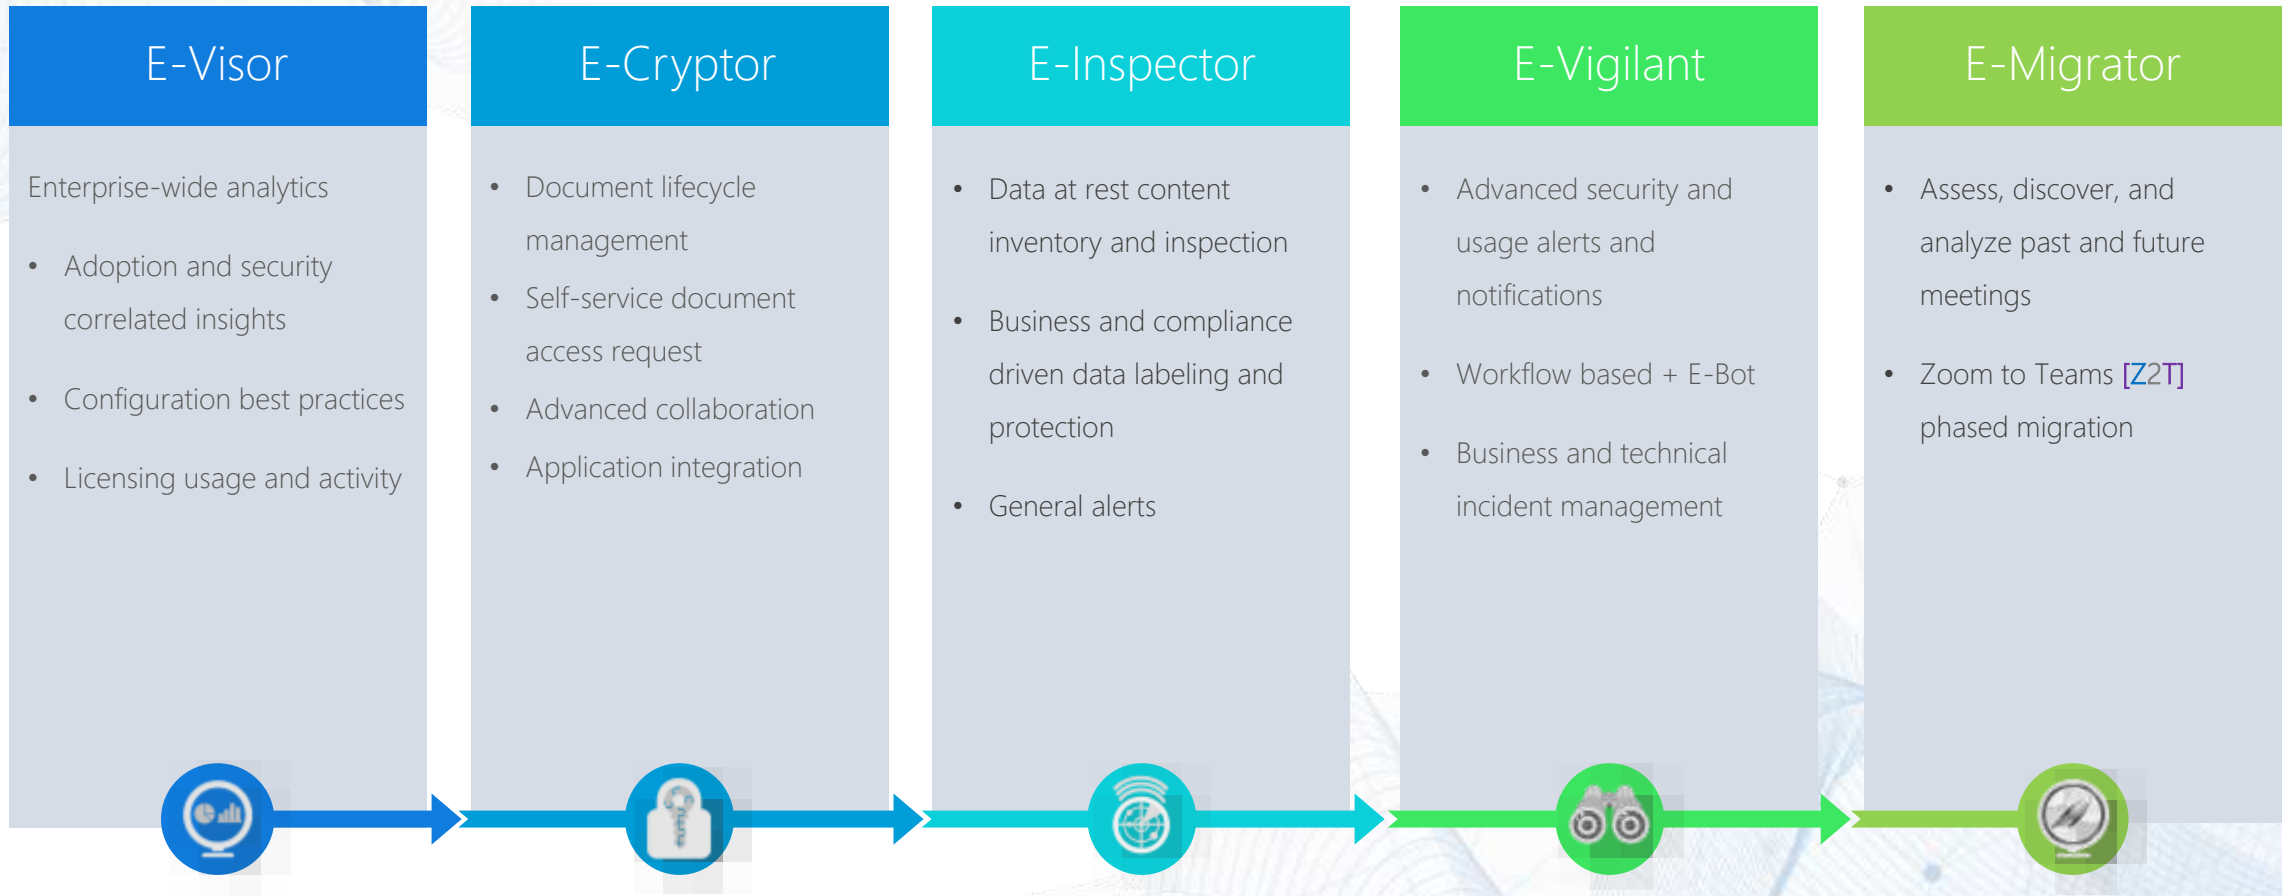 E-Visor
Enterprise-wide analytics
• Adoption and security
correlated insights
• Configuration best practices
• Licensing usage and activity
E-Cryptor
• Document lifecycle
management
• Self-service document
access request
• Advanced collaboration
• Application integration
E-Inspector
• Data at rest content
inventory and inspection
• Business and compliance
driven data labeling and
protection
• General alerts
E-Vigilant
• Advanced security and
usage alerts and
notifications
• Workflow based + E-Bot
• Business and technical
incident management
E-Migrator
• Assess, discover, and
analyze past and future
meetings
• Zoom to Teams [Z2T]
phased migration